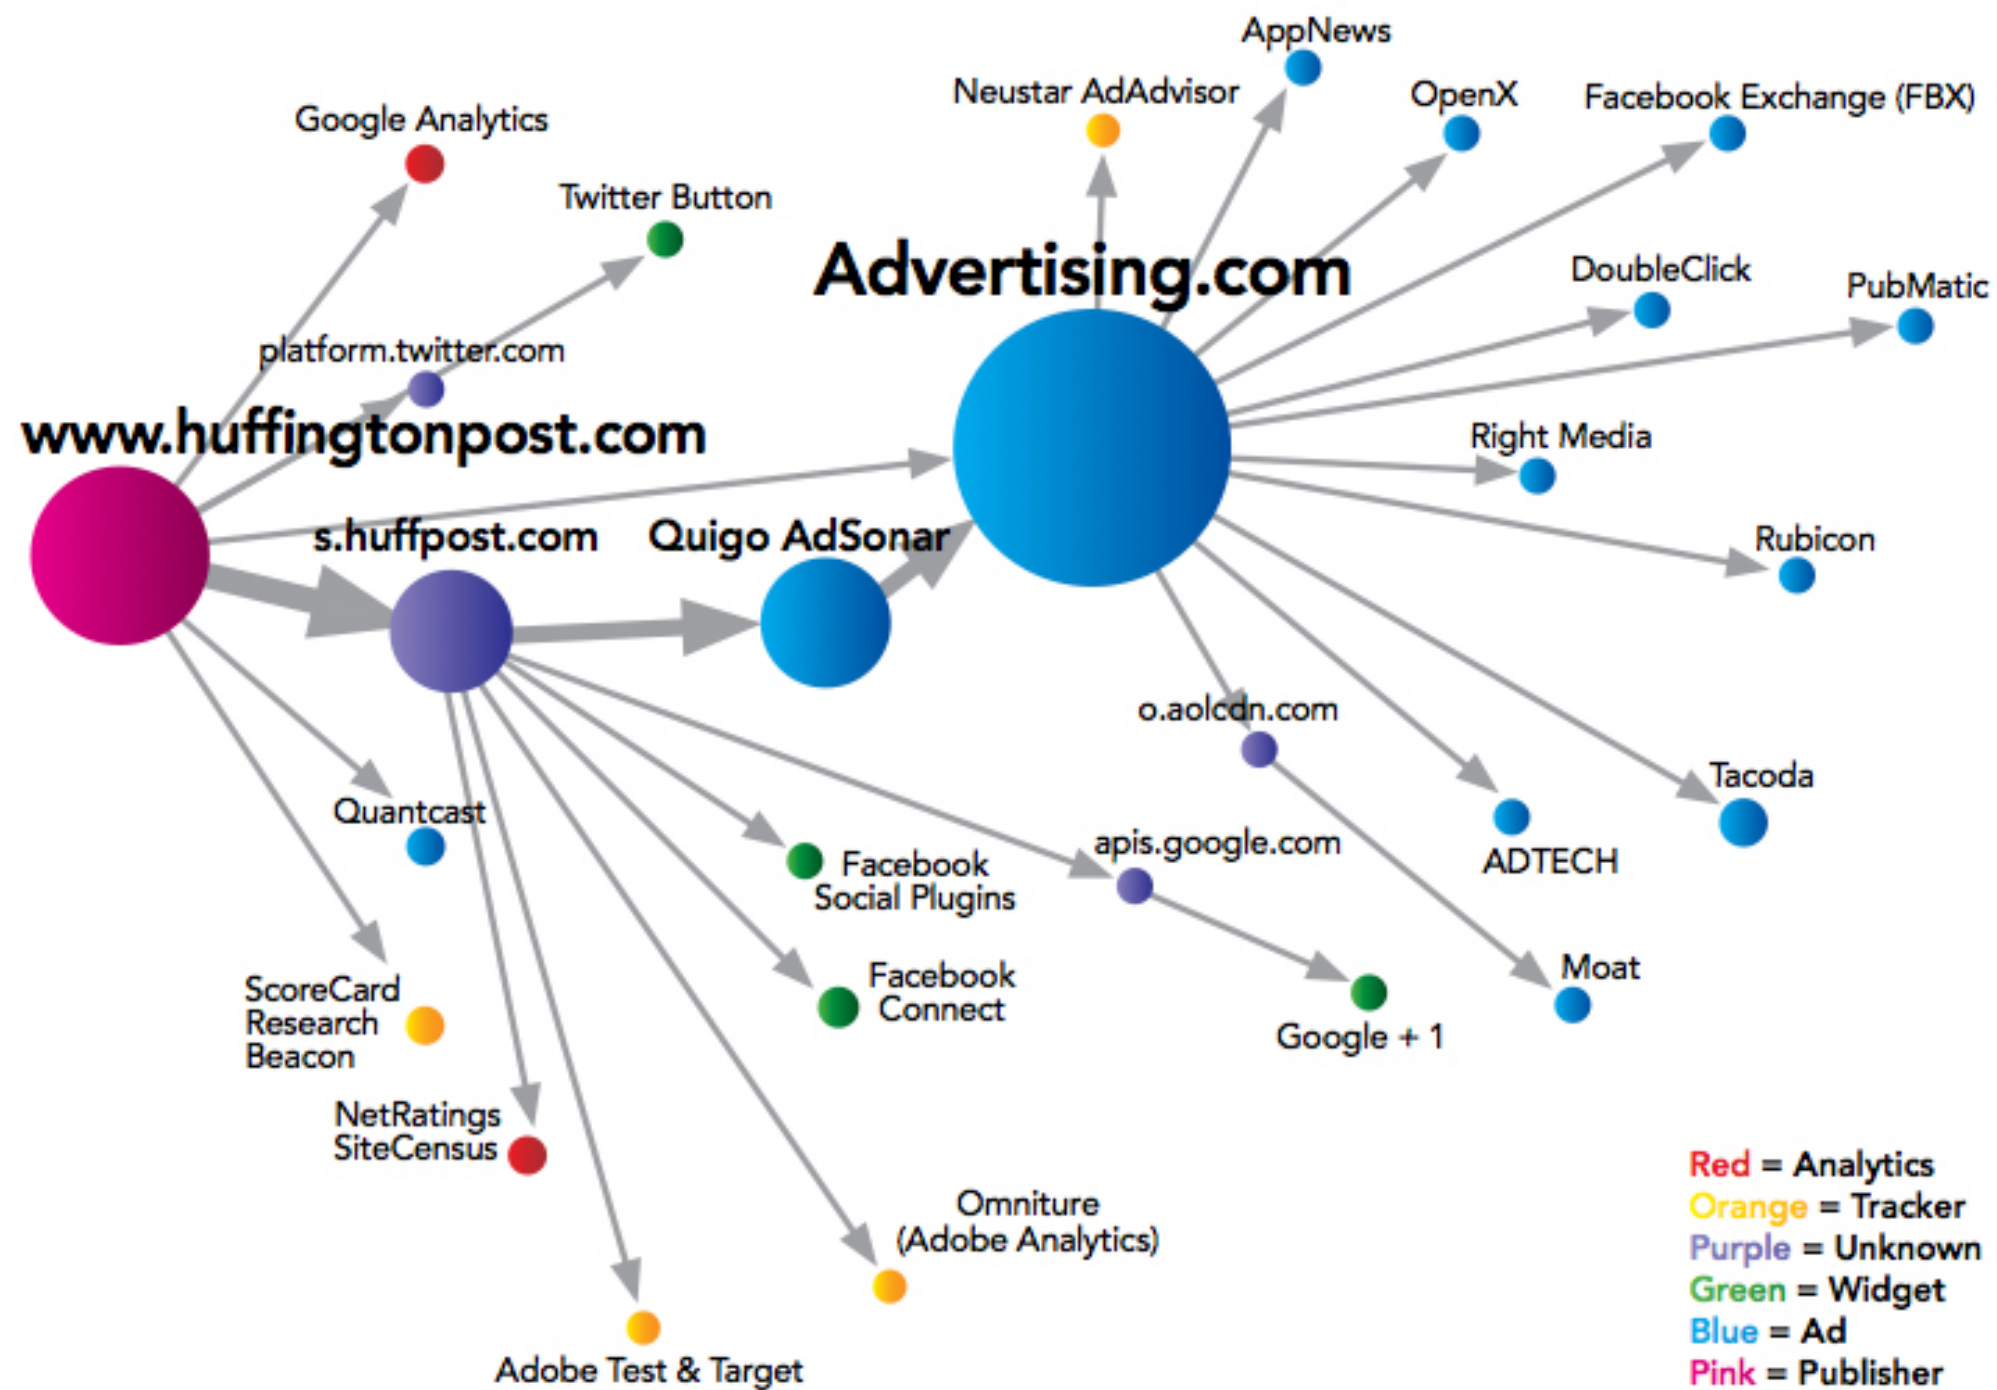 AppNews
Neustar AdAdvisor
OpenX
Facebook Exchange (FBX)
Google Analytics
Twitter Button
Advertising.com
DoubleClick
PubMatic
platform.twitter.com
www.huffingtonpost.com
Right Media
s.huffpost.com
Quigo AdSonar
Rubicon
o.aolcdn.com
Tacoda
Quantcast
apis.google.com
ADTECH
Facebook
Social Plugins
Moat
Facebook
Connect
ScoreCard
Research
Beacon
Google + 1
NetRatings
SiteCensus
Omniture
(Adobe Analytics)
Adobe Test & Target
Red = Analytics
Orange = Tracker
Purple = Unknown
Green = Widget
Blue = Ad
Pink = Publisher